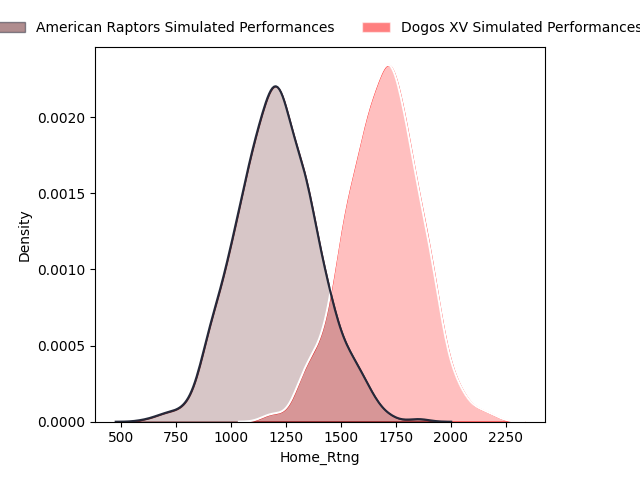 American Raptors Simulated Performances
Dogos XV Simulated Performances
0.0020
0.0015
0.0010
0.0005
0.0000
Density
500 750 1000 1250 1500 1750 2000 2250
Home_Rtng